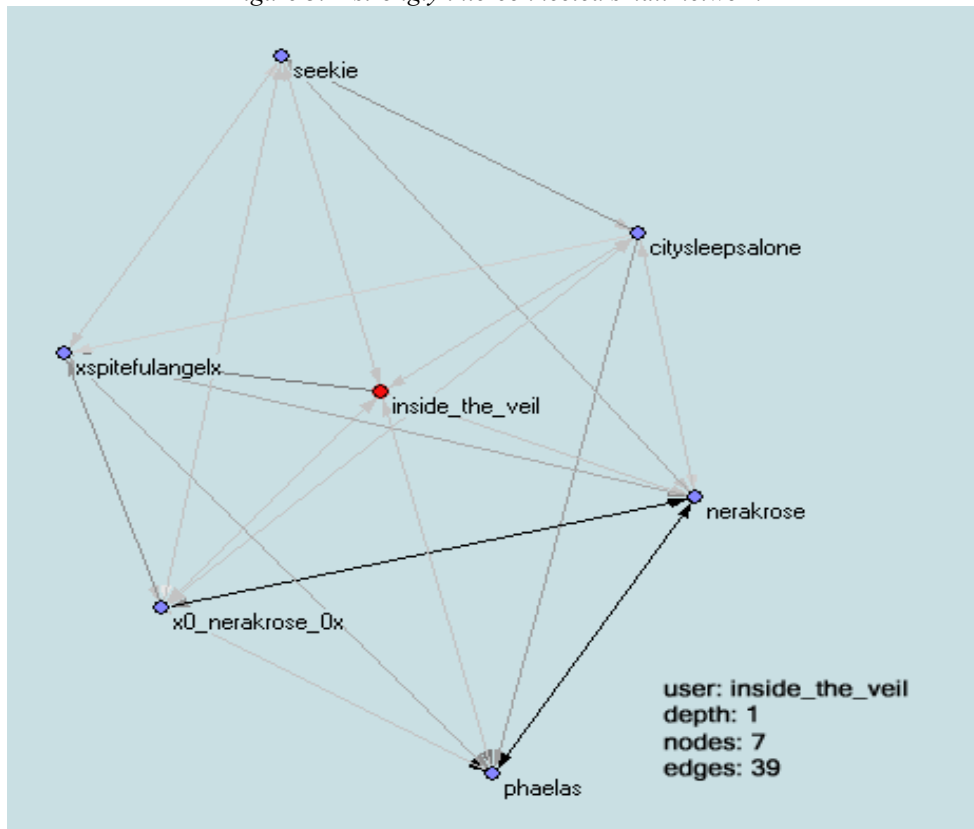 seekie
citysleepsalone
xspitefulangelx
inside_the_veil
nerakrose
x0_nerakrose_0x
user: inside_the_veil
depth: 1
nodes: 7
edges: 39
phaelas